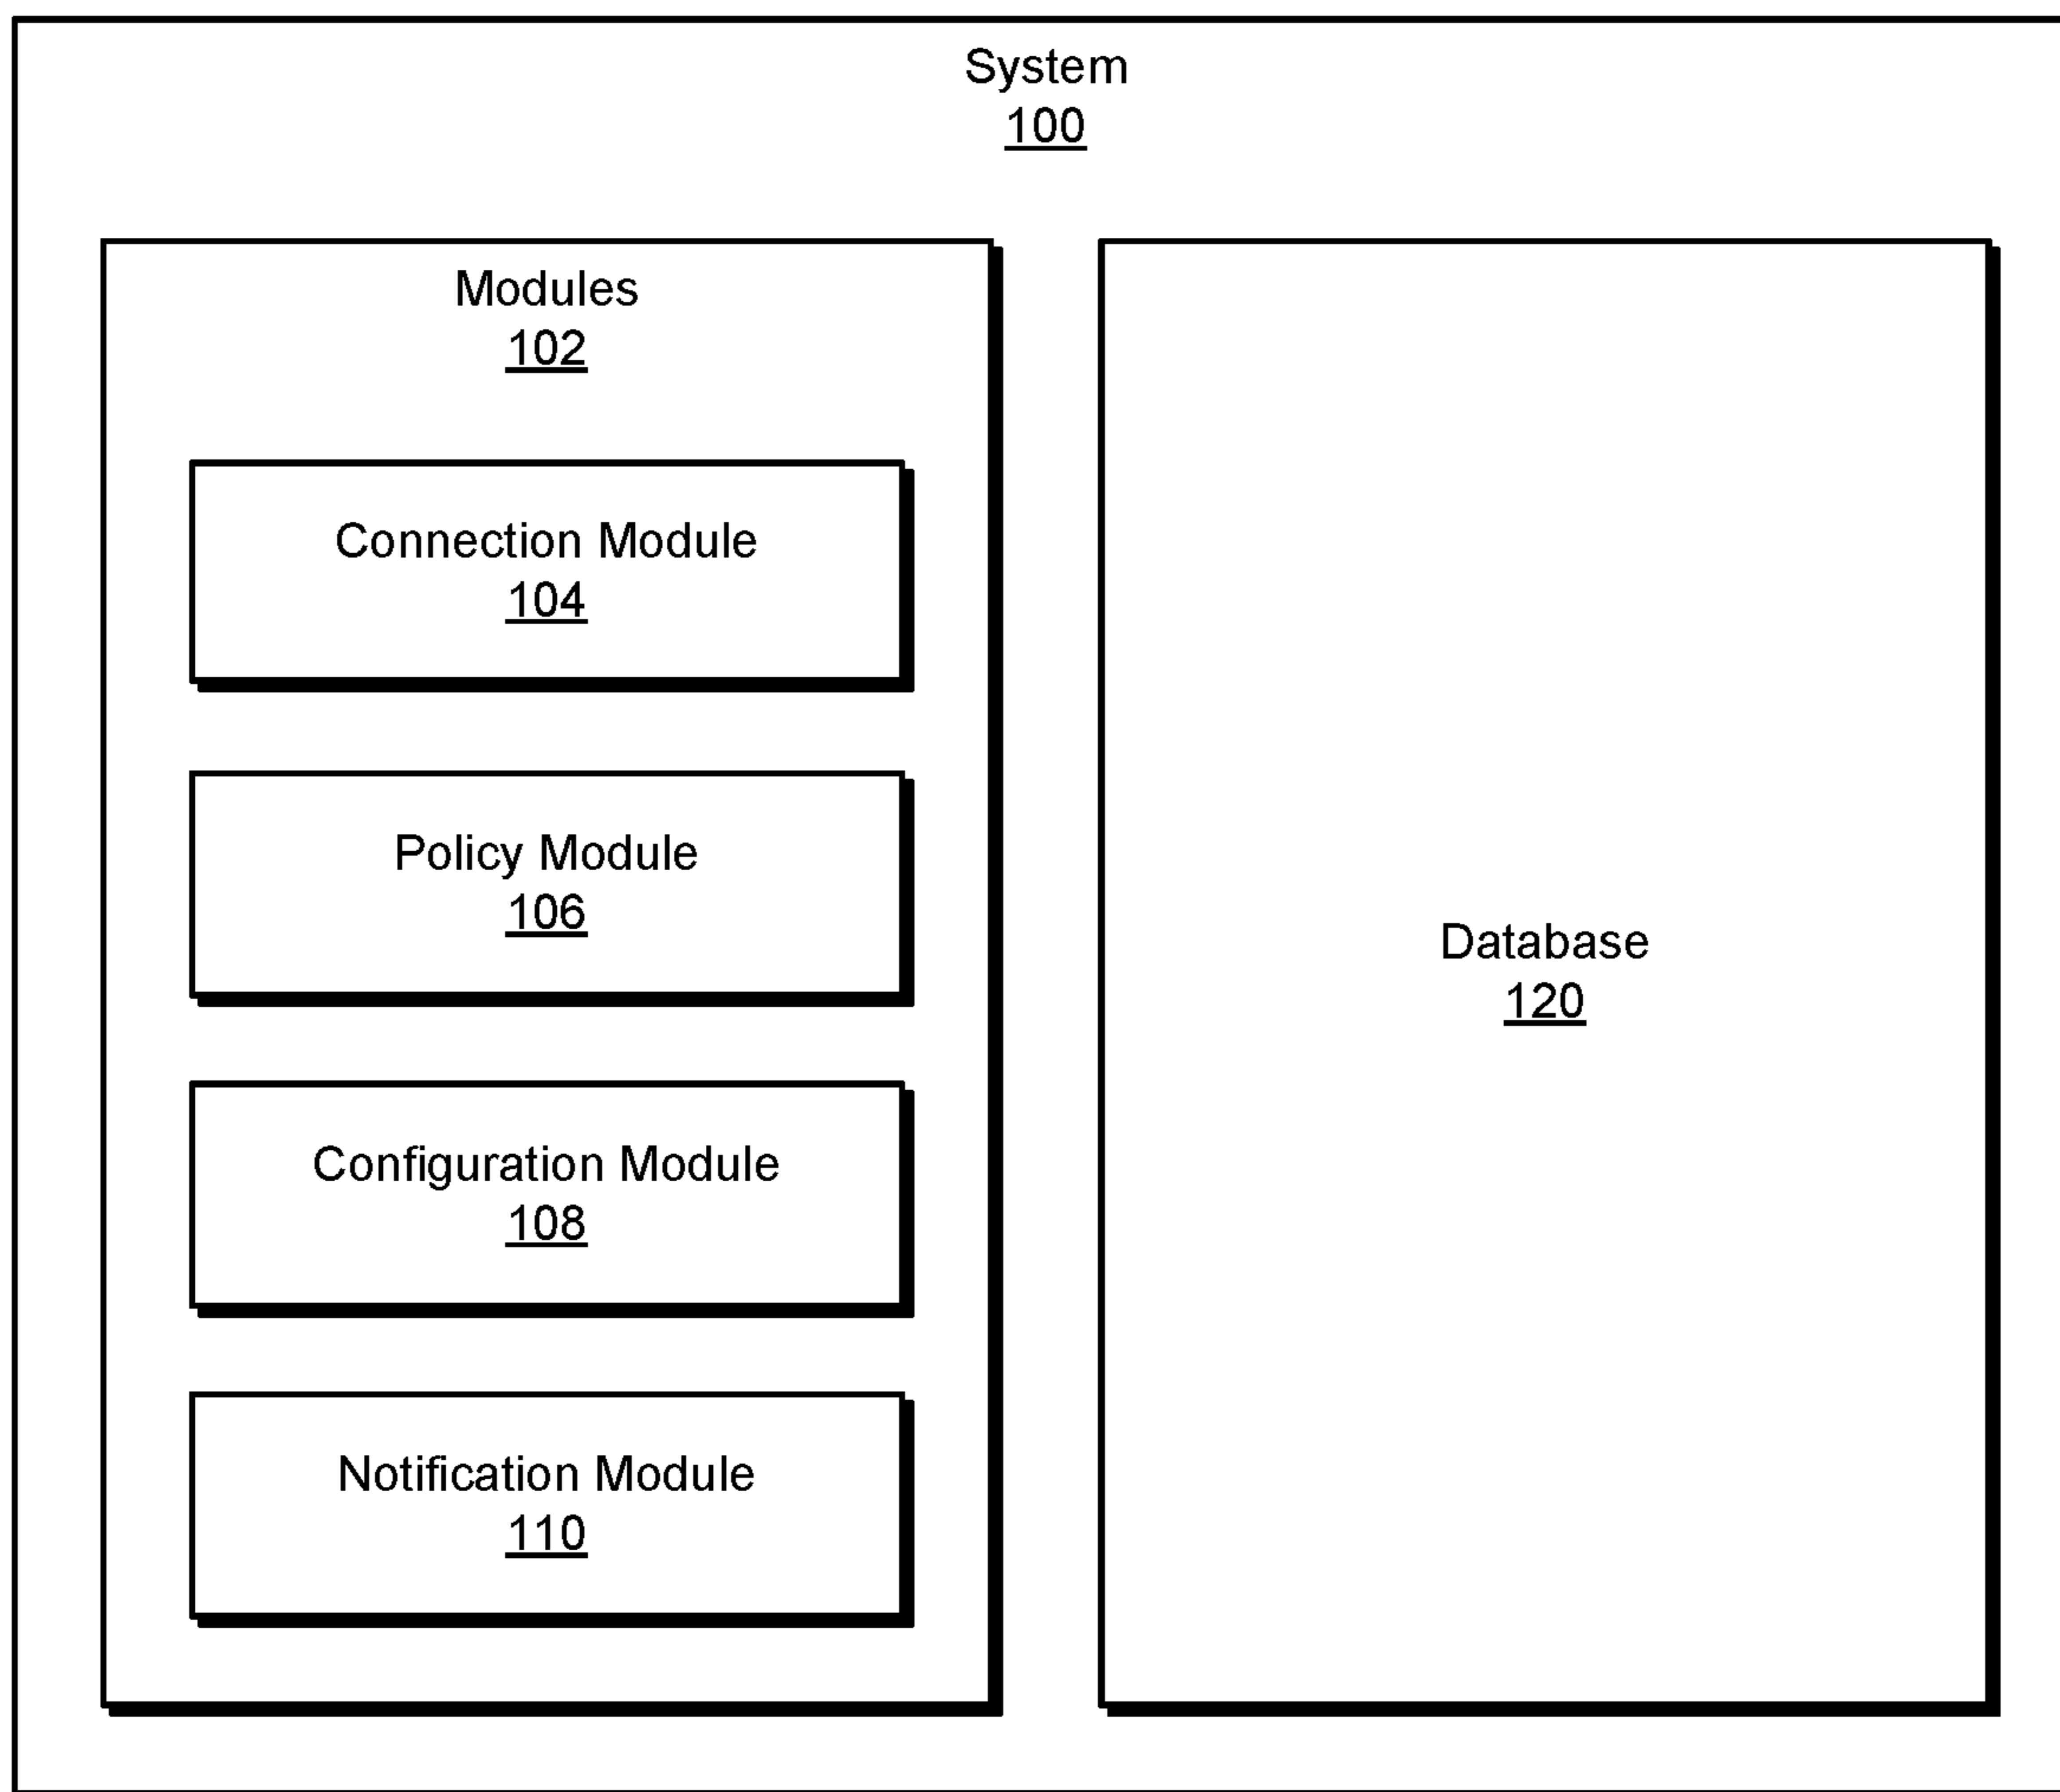 System
100
Modules
102
Connection Module
104
Policy Module
106
Configuration Module
108
Notification Module
110
Database
120